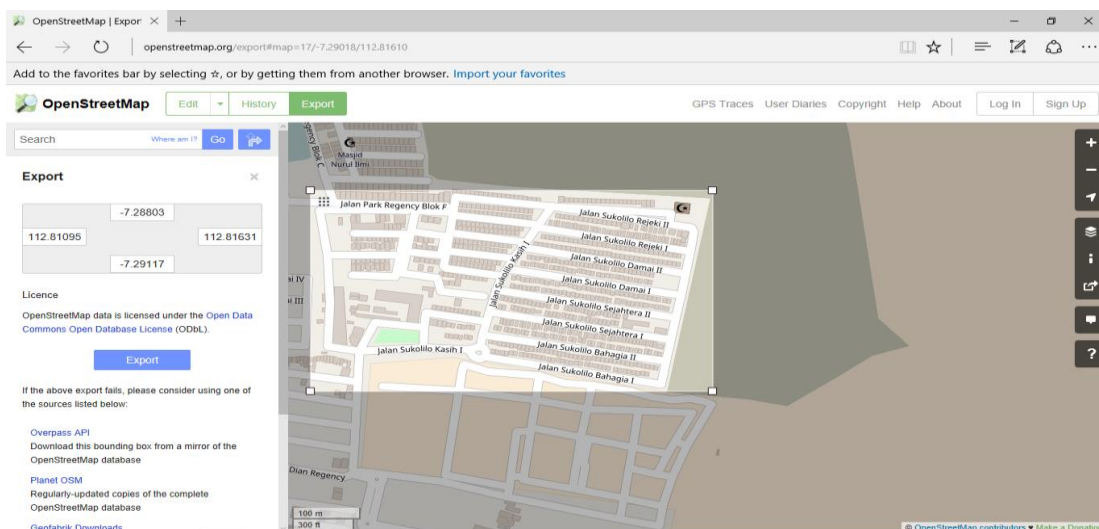 OpenStreetMap | Export
openstreetmap.org/export#map=17/-7.29018/112.81610
Add to the favorites bar by selecting ☆, or by getting them from another browser. Import your favorites
OpenStreetMap
Edit
History
Export
GPS Traces
User Diaries
Copyright
Help
About
Log In
Sign Up
Search
Where am I?
Go
Export
-7.28803
112.81095
112.81631
-7.29117
Licence
OpenStreetMap data is licensed under the Open Data
Commons Open Database License (ODbL).
Export
If the above export fails, please consider using one of
the sources listed below:
Overpass API
Download this bounding box from a mirror of the
OpenStreetMap database
Planet OSM
Regularly-updated copies of the complete
OpenStreetMap database
Geofabrik Downloads
Masjid
Nurul Ilmi
Jalan Park Regency Blok F
Jalan Sukolilo Rejeki II
Jalan Sukolilo Rejeki I
Jalan Sukolilo Damai II
Jalan Sukolilo Damai I
Jalan Sukolilo Sejahtera II
Jalan Sukolilo Sejahtera I
Jalan Sukolilo Bahagia II
Jalan Sukolilo Bahagia I
Jalan Sukolilo Kasih I
Jalan Sukolilo Kasih I
Dian Regency
100 m
300 ft
© OpenStreetMap contributors ♥ Make a Donation